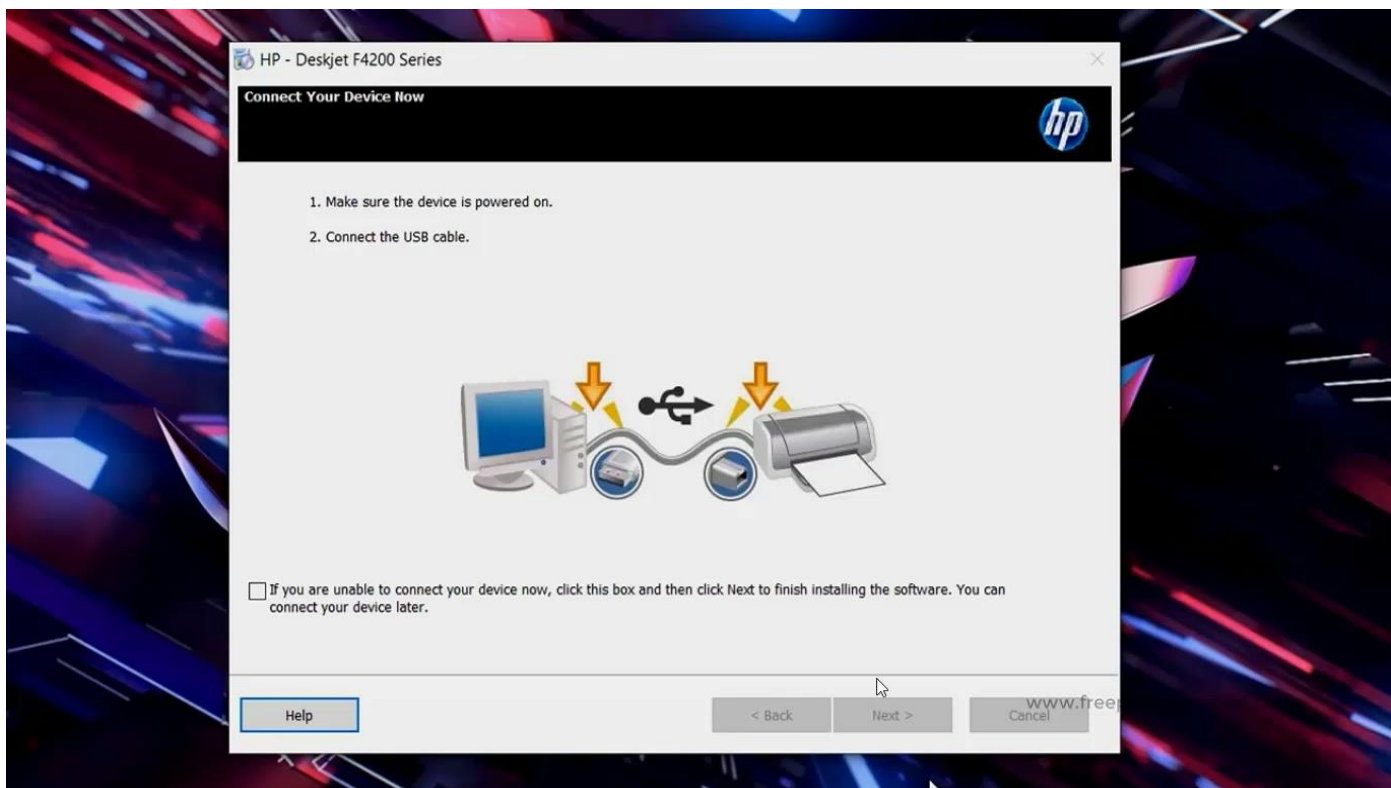 HP - Deskjet F4200 Series
Connect Your Device Now
hp
1. Make sure the device is powered on.
2. Connect the USB cable.
If you are unable to connect your device now, click this box and then click Next to finish installing the software. You can
connect your device later.
Help
< Back
Next >
Cancel